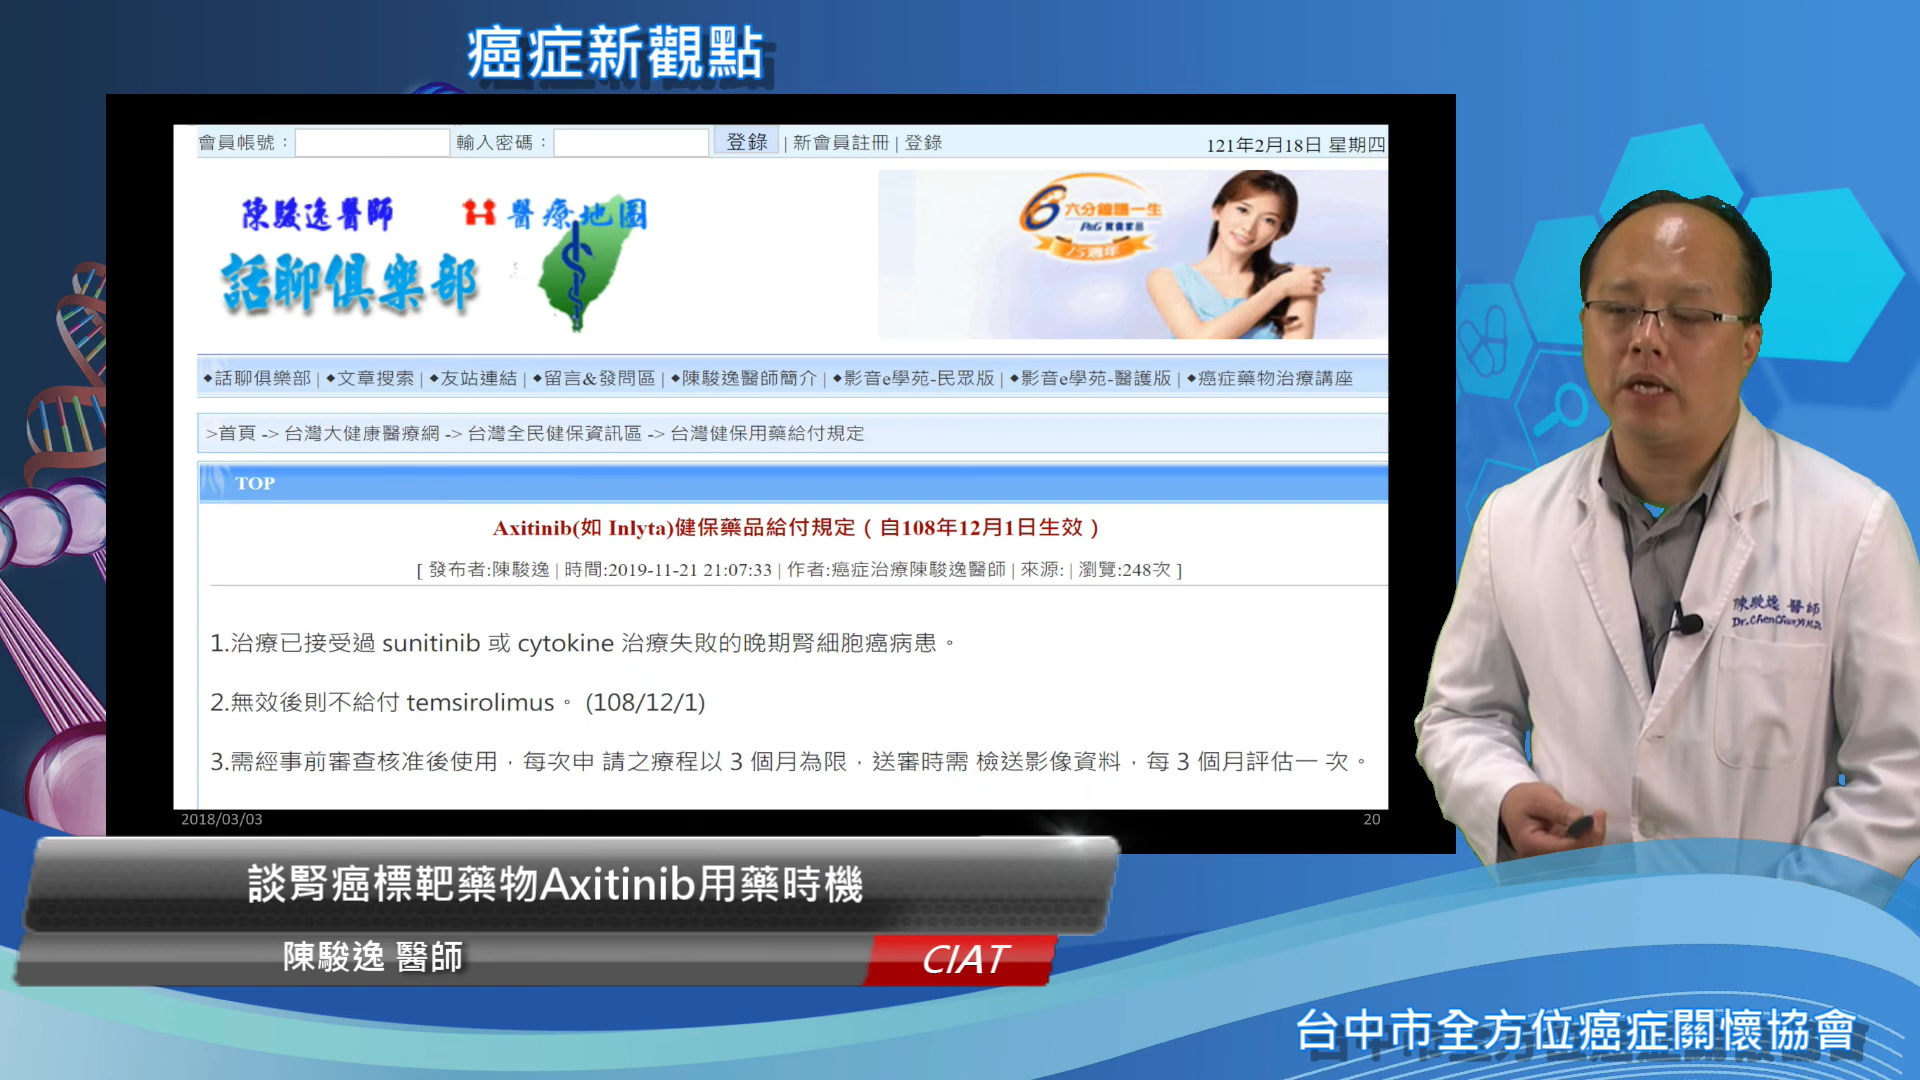 癌症新觀點
會員帳號： 輸入密碼： 登錄 | 新會員註冊 | 登錄 121年2月18日 星期四
陳駿逸醫師 醫療地圖
話聊俱樂部
6 六分鐘護一生
P&G 寶僑家品
15週年
◆話聊俱樂部 | ◆文章搜索 | ◆友站連結 | ◆留言&發問區 | ◆陳駿逸醫師簡介 | ◆影音e學苑-民眾版 | ◆影音e學苑-醫護版 | ◆癌症藥物治療講座
>首頁 -> 台灣大健康醫療網 -> 台灣全民健保資訊區 -> 台灣健保用藥給付規定
TOP
Axitinib(如 Inlyta)健保藥品給付規定（自108年12月1日生效）
[ 發布者:陳駿逸 | 時間:2019-11-21 21:07:33 | 作者:癌症治療陳駿逸醫師 | 來源: | 瀏覽:248次 ]
1.治療已接受過 sunitinib 或 cytokine 治療失敗的晚期腎細胞癌病患。
2.無效後則不給付 temsirolimus。 (108/12/1)
3.需經事前審查核准後使用，每次申 請之療程以 3 個月為限，送審時需 檢送影像資料，每 3 個月評估一 次。
2018/03/03 20
陳駿逸 醫師
Dr. Chen Chun Yi M.D.
談腎癌標靶藥物Axitinib用藥時機
陳駿逸 醫師 CIAT
台中市全方位癌症關懷協會